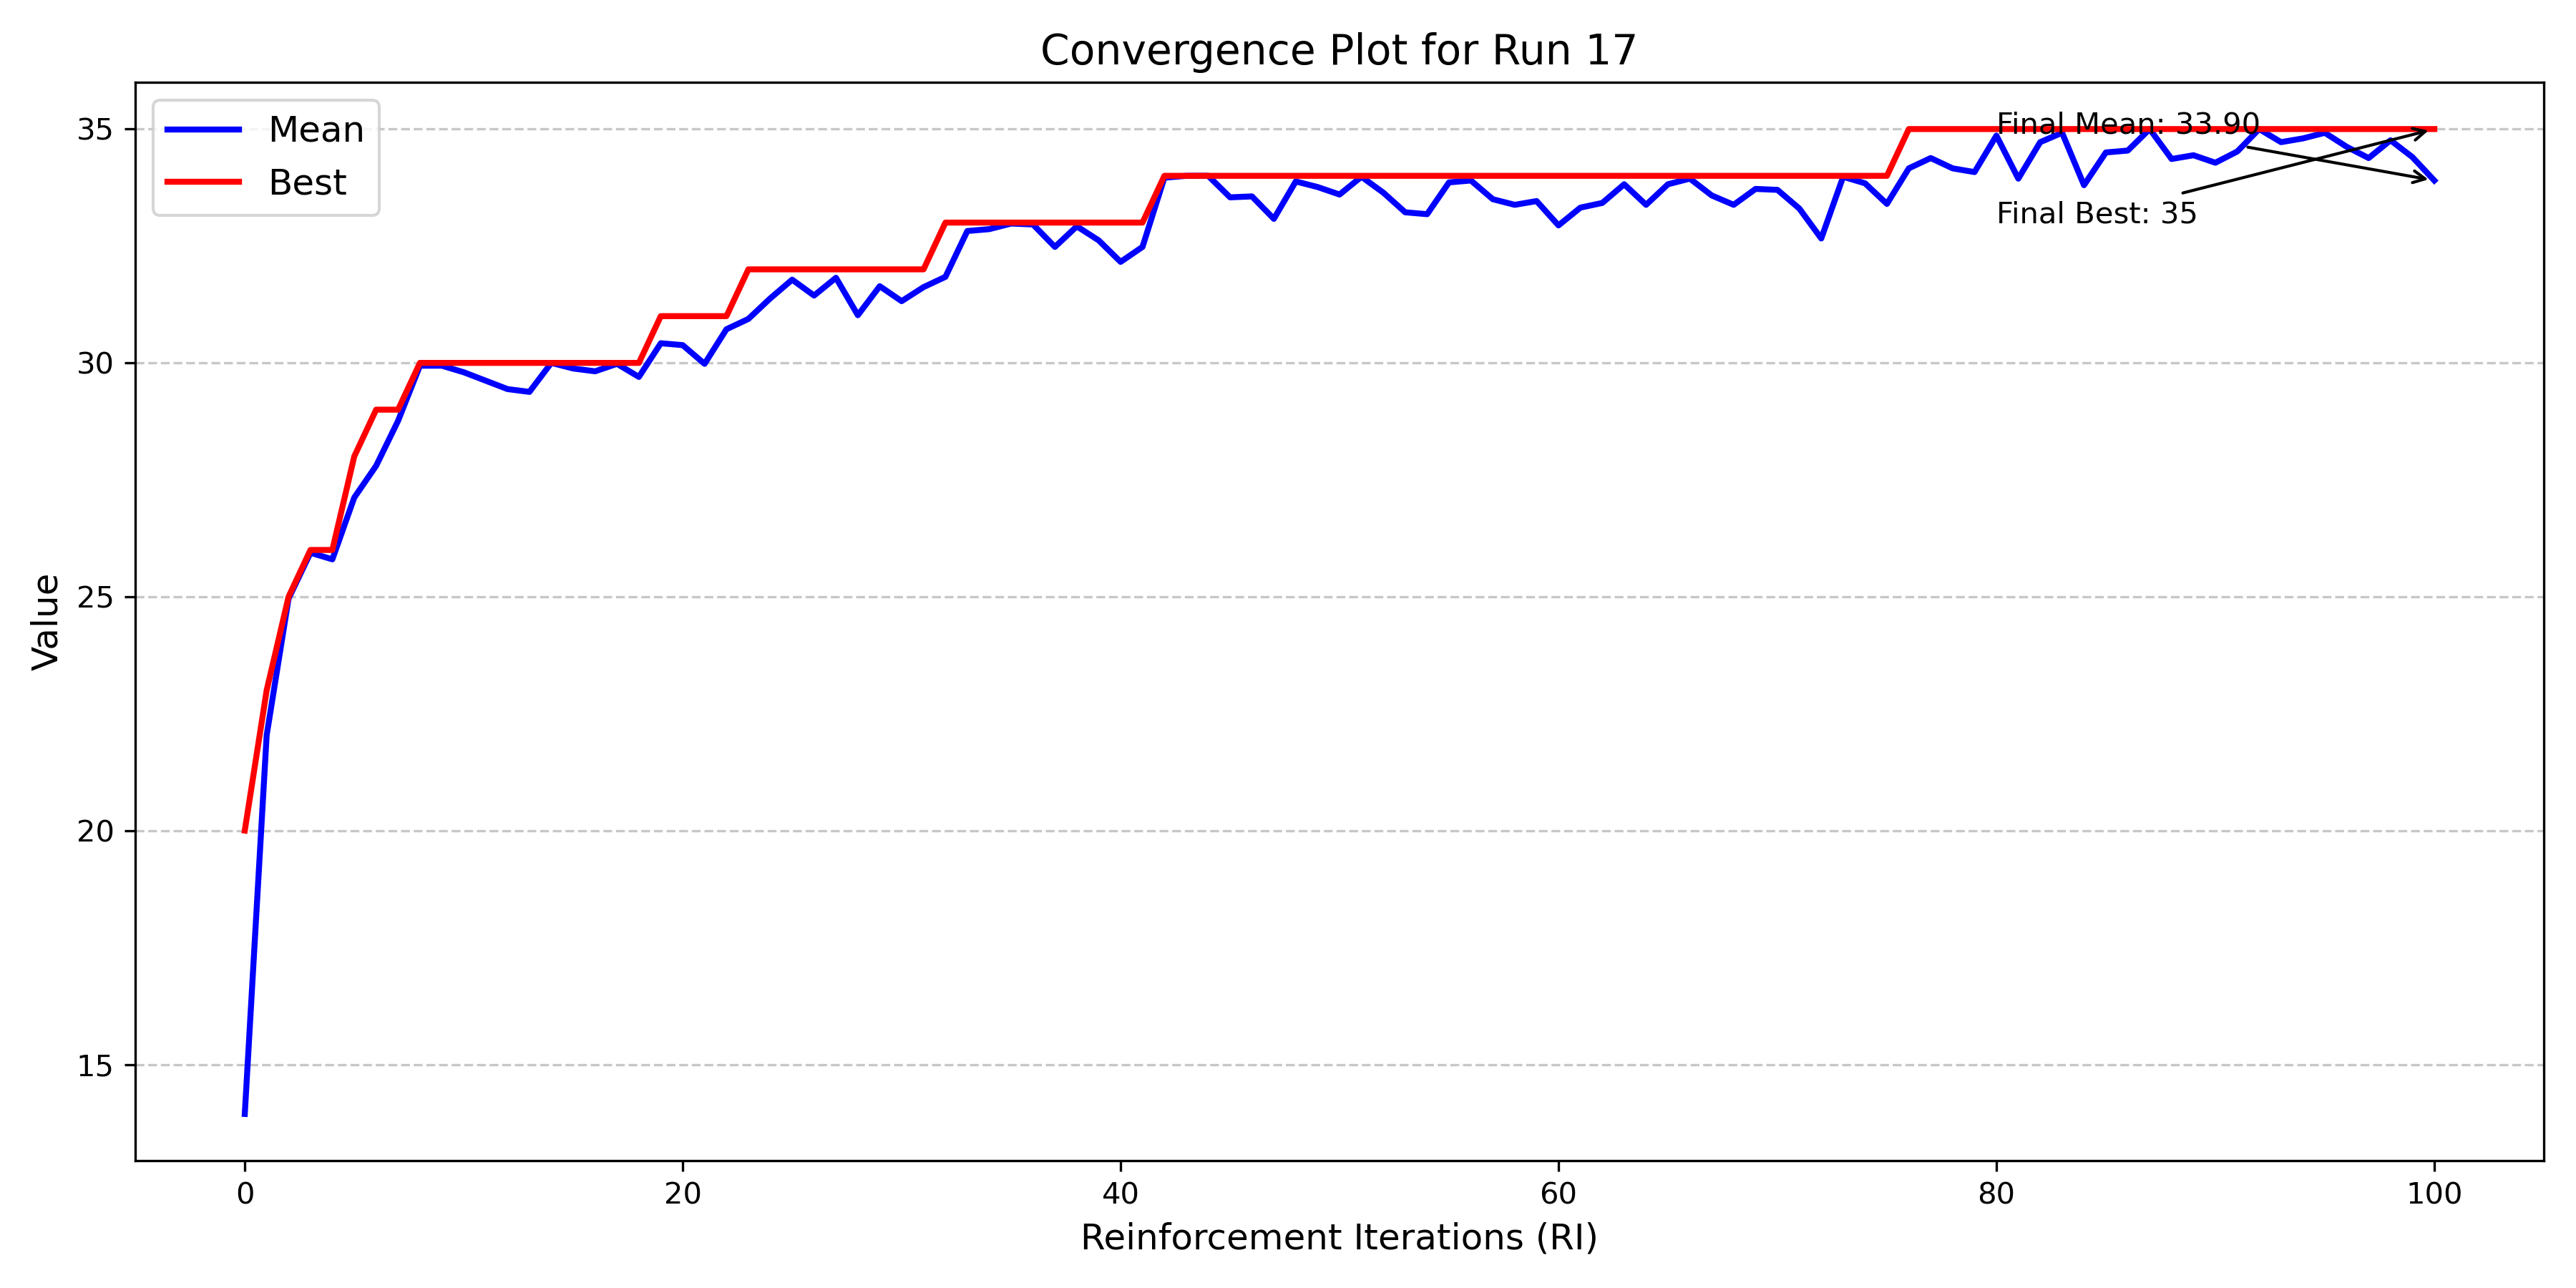 Convergence Plot for Run 17
Mean
Best
Final Mean: 33.90
Final Best: 35
Value
35
30
25
20
15
0
20
40
60
80
100
Reinforcement Iterations (RI)